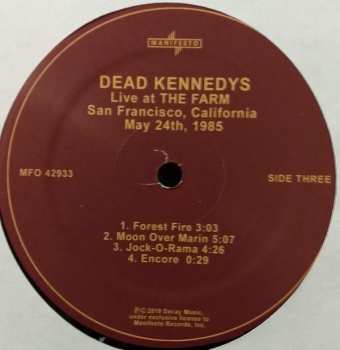 MANIFESTO
DEAD KENNEDYS
Live at THE FARM
San Francisco, California
May 24th, 1985
MFO 42933
SIDE THREE
1. Forest Fire 3:03
2. Moon Over Marin 5:07
3. Jock-O-Rama 4:26
4. Encore 0:29
℗© 2019 Decay Music,
under exclusive license to
Manifesto Records, Inc.